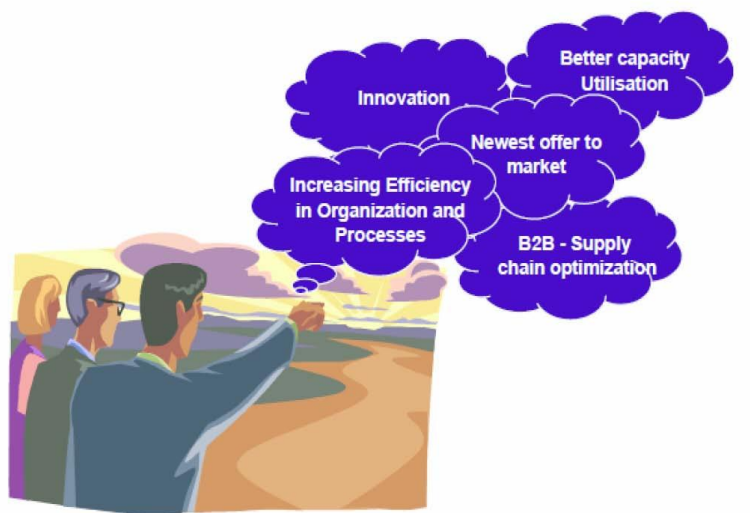 Better capacity
Utilisation
Innovation
Newest offer to
market
Increasing Efficiency
in Organization and
Processes
B2B - Supply
chain optimization